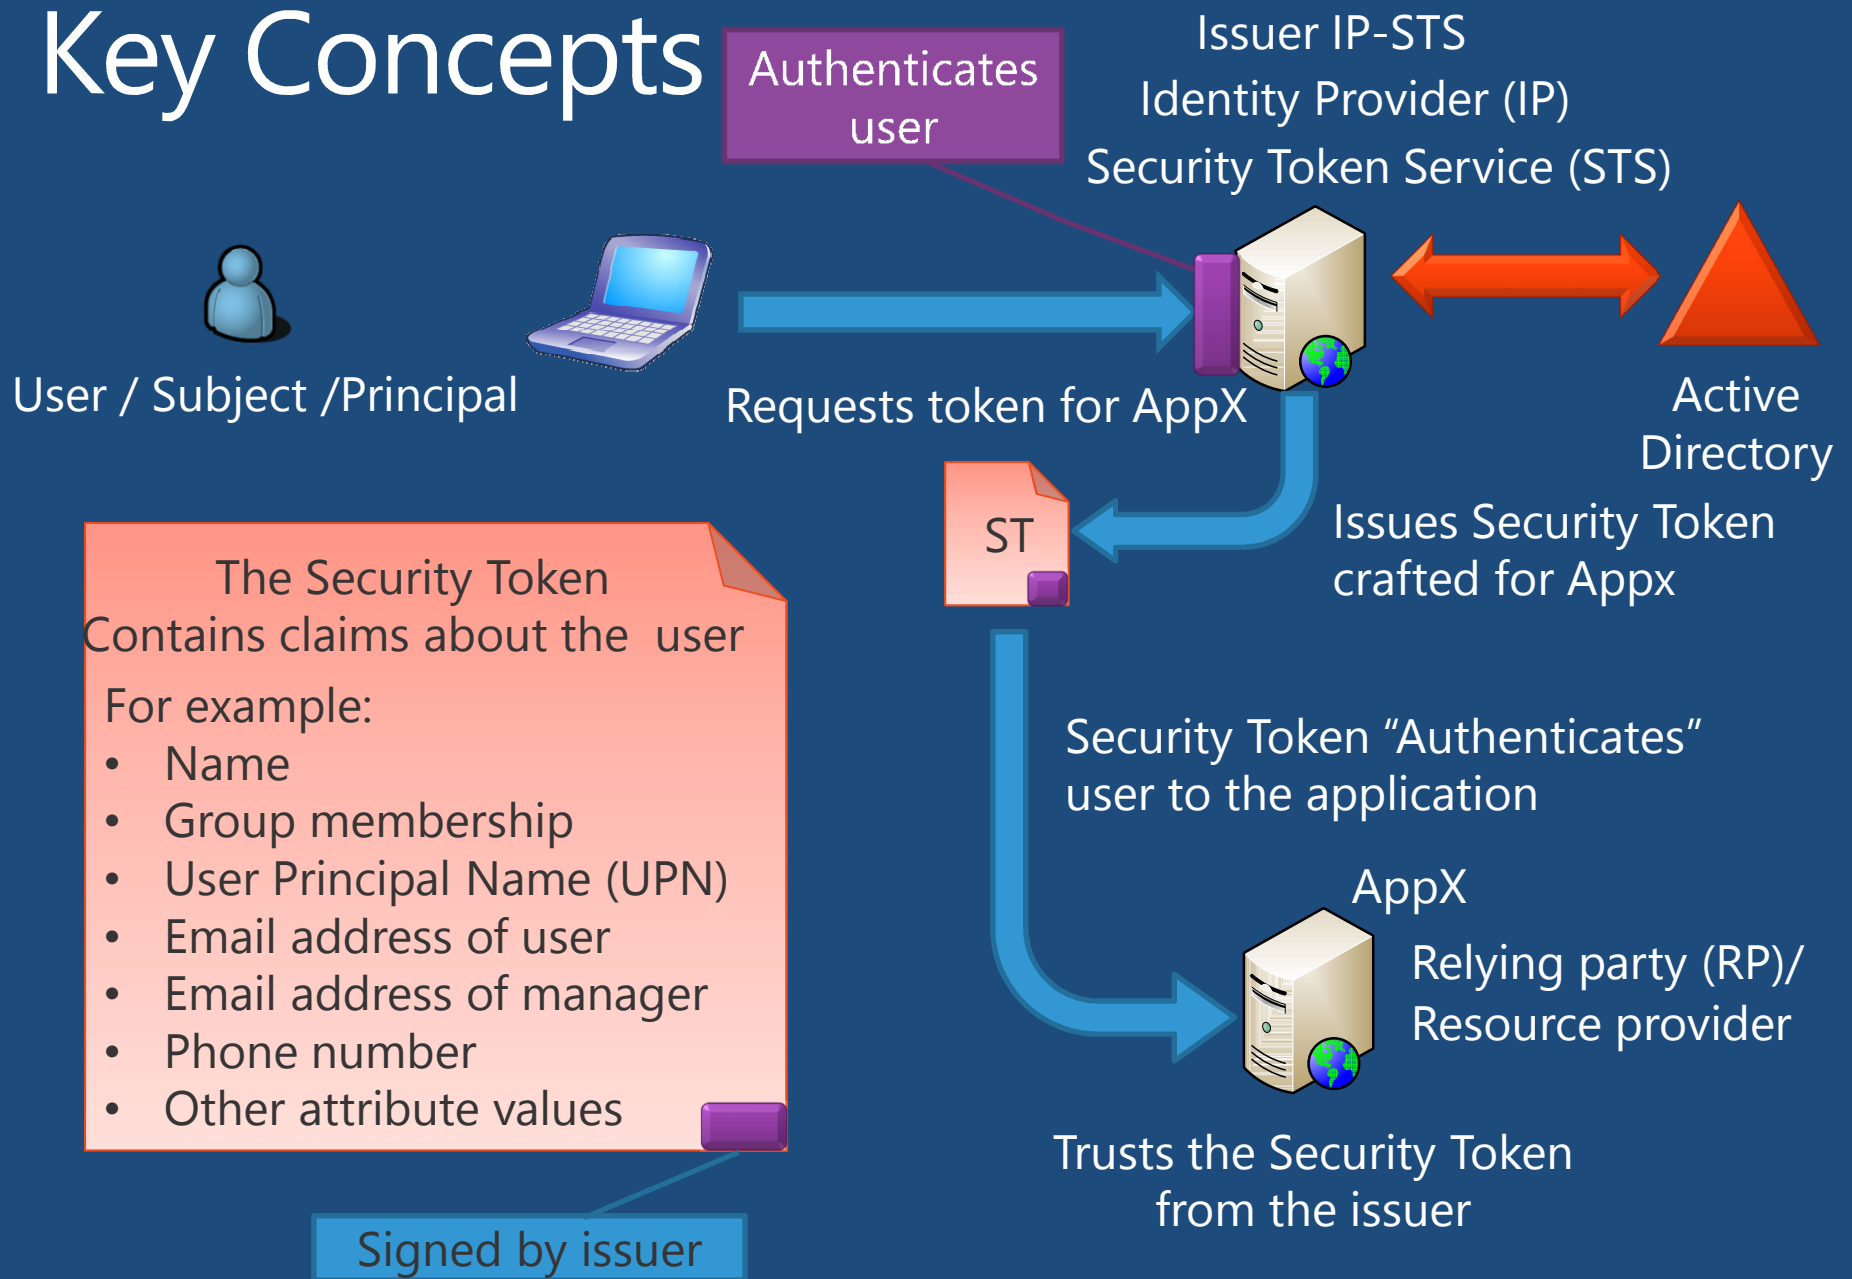 Key Concepts
Authenticates
user
Issuer IP-STS
Identity Provider (IP)
Security Token Service (STS)
User / Subject /Principal
Requests token for AppX
Active
Directory
ST
Issues Security Token
crafted for Appx
The Security Token
Contains claims about the  user
For example:
• Name
• Group membership
• User Principal Name (UPN)
• Email address of user
• Email address of manager
• Phone number
• Other attribute values
Signed by issuer
Security Token “Authenticates”
user to the application
AppX
Relying party (RP)/
Resource provider
Trusts the Security Token
from the issuer